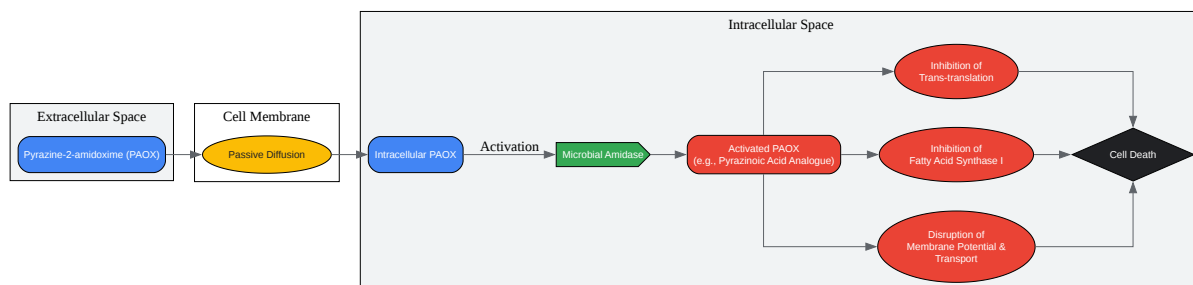 Intracellular Space
Extracellular Space
Pyrazine-2-amidoxime (PAOX)
Cell Membrane
Passive Diffusion
Intracellular PAOX
Activation
Microbial Amidase
Activated PAOX
(e.g., Pyrazinoic Acid Analogue)
Inhibition of
Trans-translation
Inhibition of
Fatty Acid Synthase I
Disruption of
Membrane Potential &
Transport
Cell Death